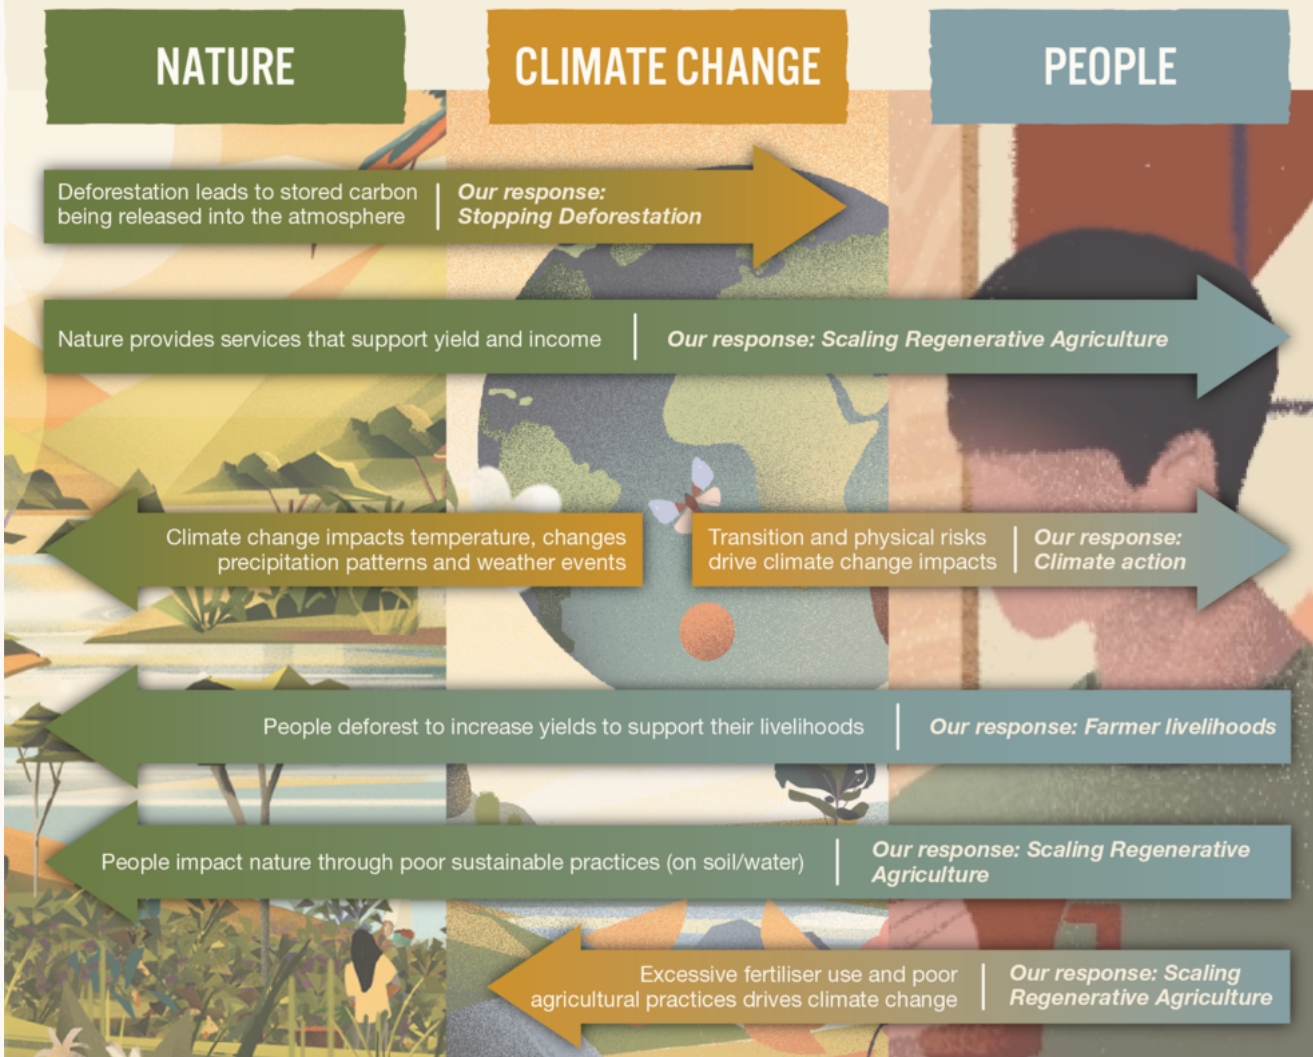 NATURE
CLIMATE CHANGE
PEOPLE
Deforestation leads to stored carbon
being released into the atmosphere
Our response:
Stopping Deforestation
Nature provides services that support yield and income
Our response: Scaling Regenerative Agriculture
Climate change impacts temperature, changes
precipitation patterns and weather events
Transition and physical risks
drive climate change impacts
Our response:
Climate action
People deforest to increase yields to support their livelihoods
Our response: Farmer livelihoods
People impact nature through poor sustainable practices (on soil/water)
Our response: Scaling Regenerative
Agriculture
Excessive fertiliser use and poor
agricultural practices drives climate change
Our response: Scaling
Regenerative Agriculture